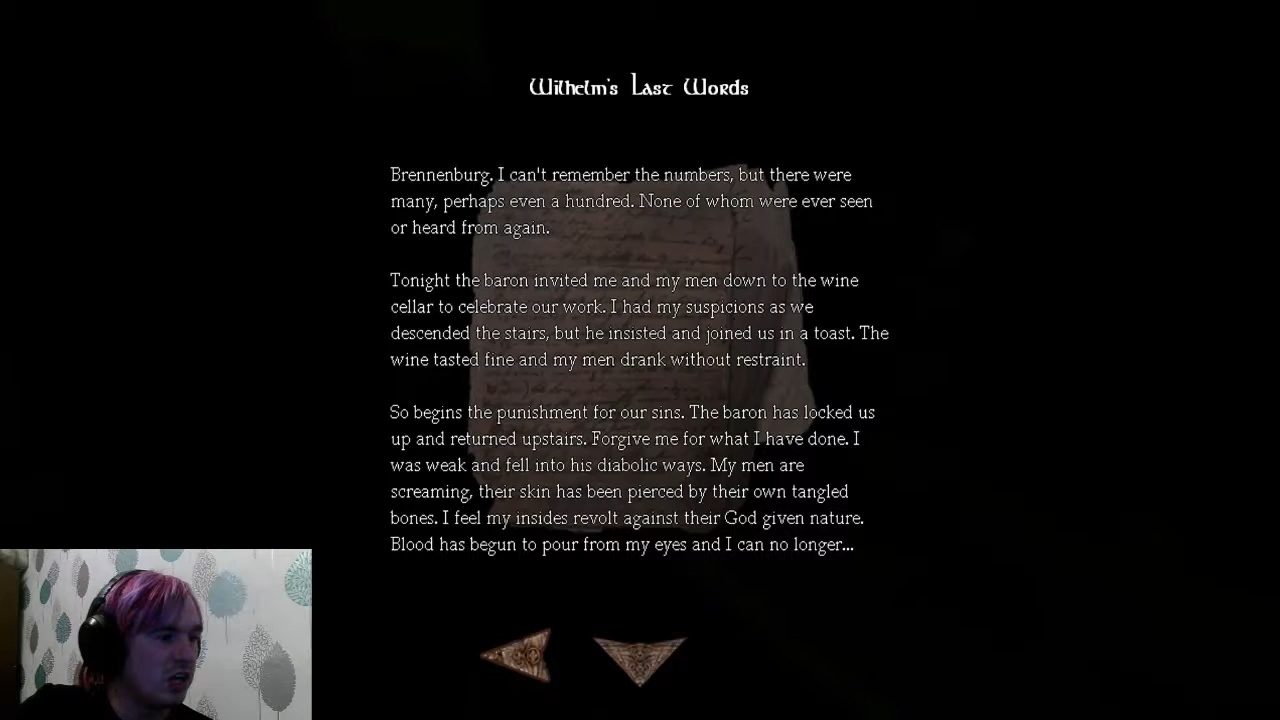 Wilhelm's Last Words
Brennenburg. I can't remember the numbers, but there were
many, perhaps even a hundred. None of whom were ever seen
or heard from again.
Tonight the baron invited me and my men down to the wine
cellar to celebrate our work. I had my suspicions as we
descended the stairs, but he insisted and joined us in a toast. The
wine tasted fine and my men drank without restraint.
So begins the punishment for our sins. The baron has locked us
up and returned upstairs. Forgive me for what I have done. I
was weak and fell into his diabolic ways. My men are
screaming, their skin has been pierced by their own tangled
bones. I feel my insides revolt against their God given nature.
Blood has begun to pour from my eyes and I can no longer...